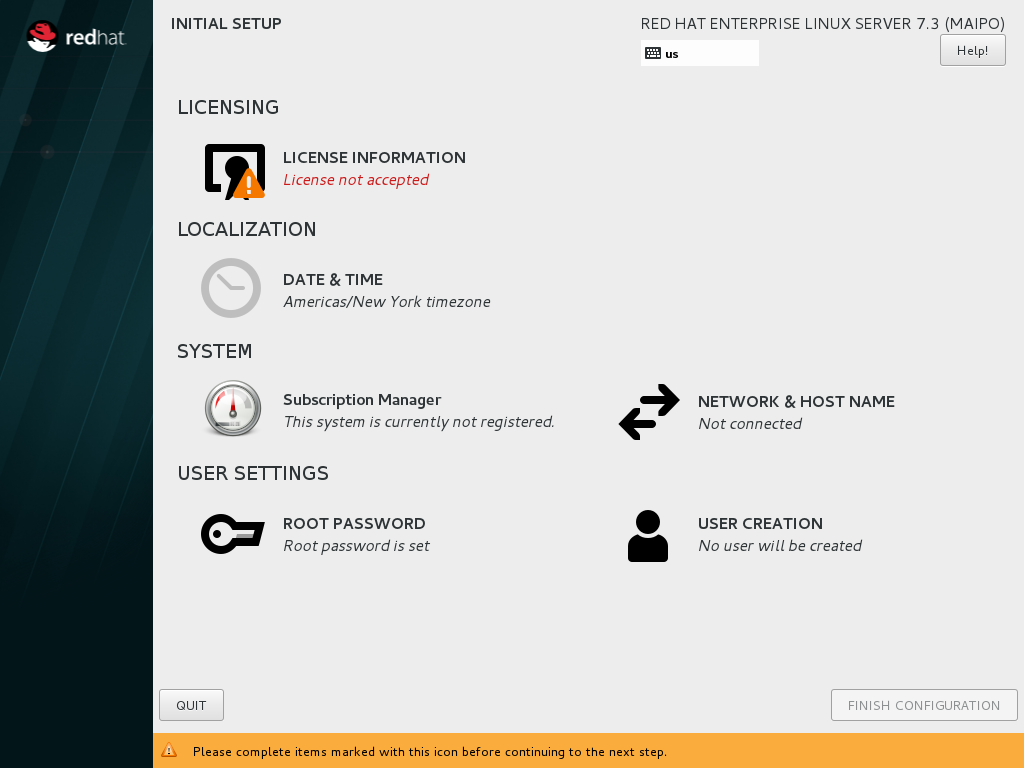 redhat.
INITIAL SETUP
RED HAT ENTERPRISE LINUX SERVER 7.3 (MAIPO)
us
Help!
LICENSING
LICENSE INFORMATION
License not accepted
LOCALIZATION
DATE & TIME
Americas/New York timezone
SYSTEM
Subscription Manager
This system is currently not registered.
NETWORK & HOST NAME
Not connected
USER SETTINGS
ROOT PASSWORD
Root password is set
USER CREATION
No user will be created
QUIT
FINISH CONFIGURATION
Please complete items marked with this icon before continuing to the next step.